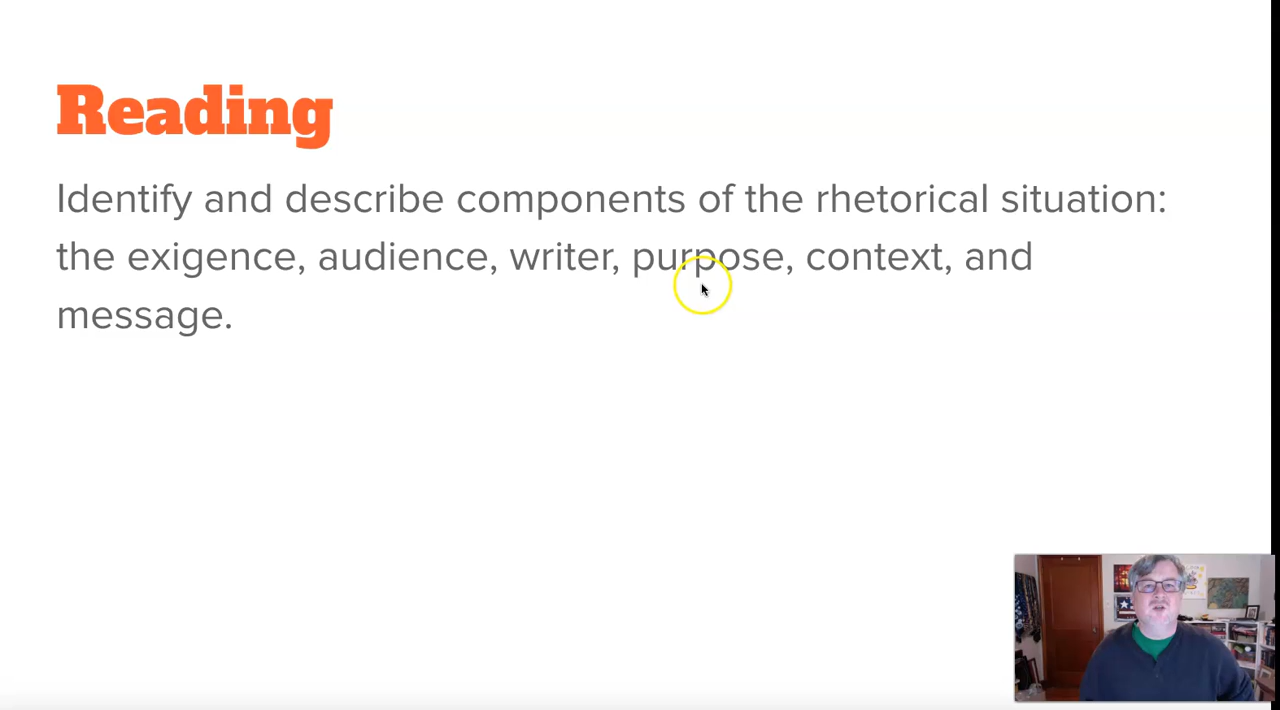 Reading
Identify and describe components of the rhetorical situation:
the exigence, audience, writer, purpose, context, and
message.